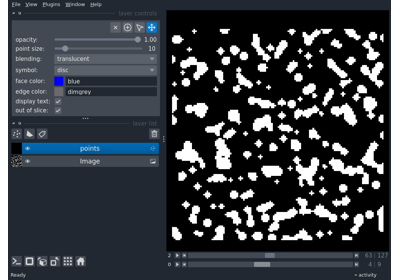 File View Plugins Window Help
layer controls
opacity: 1.00
point size: 10
blending: translucent
symbol: disc
face color: blue
edge color: dimgrey
display text:
out of slice:
layer list
points
Image
2 63 127
0 4 9
Ready
activity